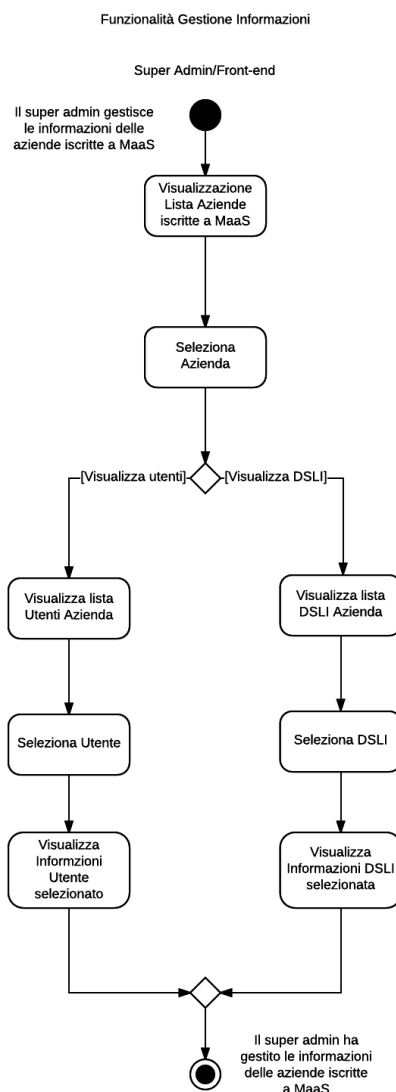 Funzionalità Gestione Informazioni
Super Admin/Front-end
Il super admin gestisce
le informazioni delle
aziende iscritte a MaaS
Visualizzazione
Lista Aziende
iscritte a MaaS
Seleziona
Azienda
[Visualizza utenti]
[Visualizza DSLI]
Visualizza lista
Utenti Azienda
Visualizza lista
DSLI Azienda
Seleziona Utente
Seleziona DSLI
Visualizza
Informzioni
Utente
selezionato
Visualizza
Informazioni DSLI
selezionata
Il super admin ha
gestito le informazioni
delle aziende iscritte
a MaaS